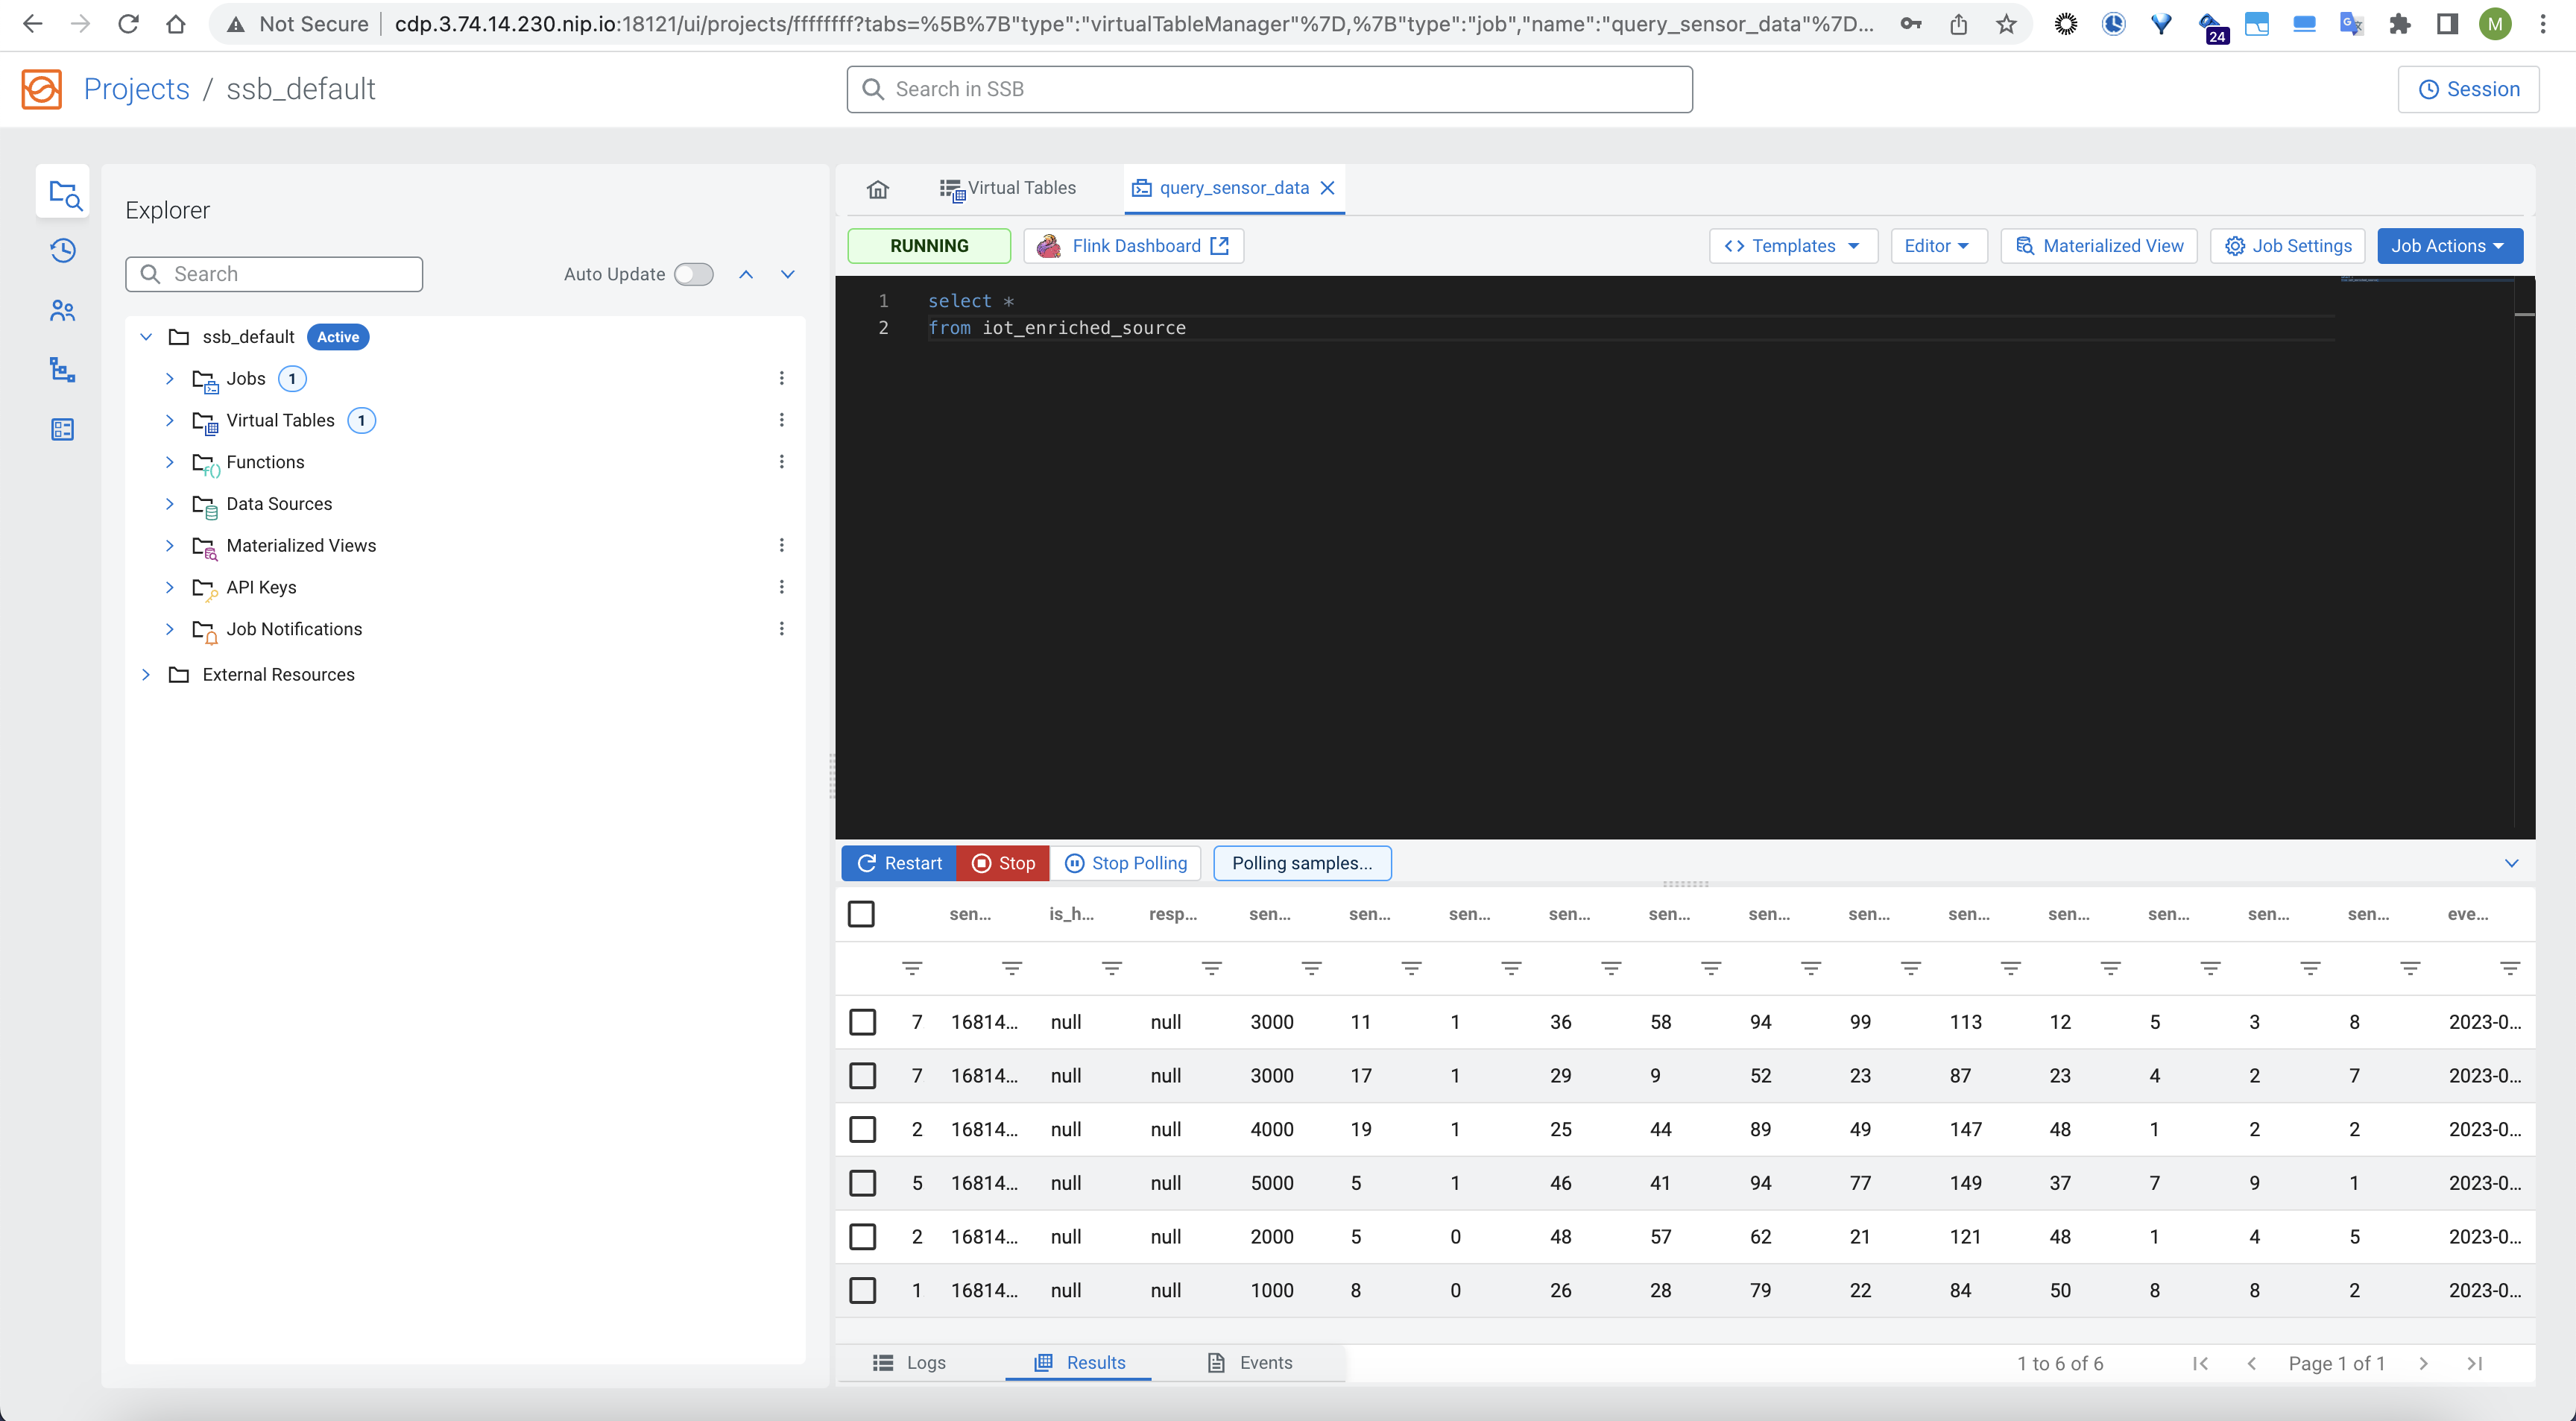 Not Secure cdp.3.74.14.230.nip.io:18121/ui/projects/ffffffff?tabs=%5B%7B"type":"virtualTableManager"%7D,%7B"type":"job","name":"query_sensor_data"%7D...
24
M
Projects / ssb_default
Search in SSB
Session
Explorer
Search
Auto Update
ssb_default Active
Jobs 1
Virtual Tables 1
Functions
Data Sources
Materialized Views
API Keys
Job Notifications
External Resources
Virtual Tables
query_sensor_data
RUNNING
Flink Dashboard
Templates
Editor
Materialized View
Job Settings
Job Actions
1 select *
2 from iot_enriched_source
Restart
Stop
Stop Polling
Polling samples...
sen... is_h... resp... sen... sen... sen... sen... sen... sen... sen... sen... sen... sen... sen... sen... eve...
7 16814... null null 3000 11 1 36 58 94 99 113 12 5 3 8 2023-0...
7 16814... null null 3000 17 1 29 9 52 23 87 23 4 2 7 2023-0...
2 16814... null null 4000 19 1 25 44 89 49 147 48 1 2 2 2023-0...
5 16814... null null 5000 5 1 46 41 94 77 149 37 7 9 1 2023-0...
2 16814... null null 2000 5 0 48 57 62 21 121 48 1 4 5 2023-0...
1 16814... null null 1000 8 0 26 28 79 22 84 50 8 8 2 2023-0...
Logs
Results
Events
1 to 6 of 6
Page 1 of 1